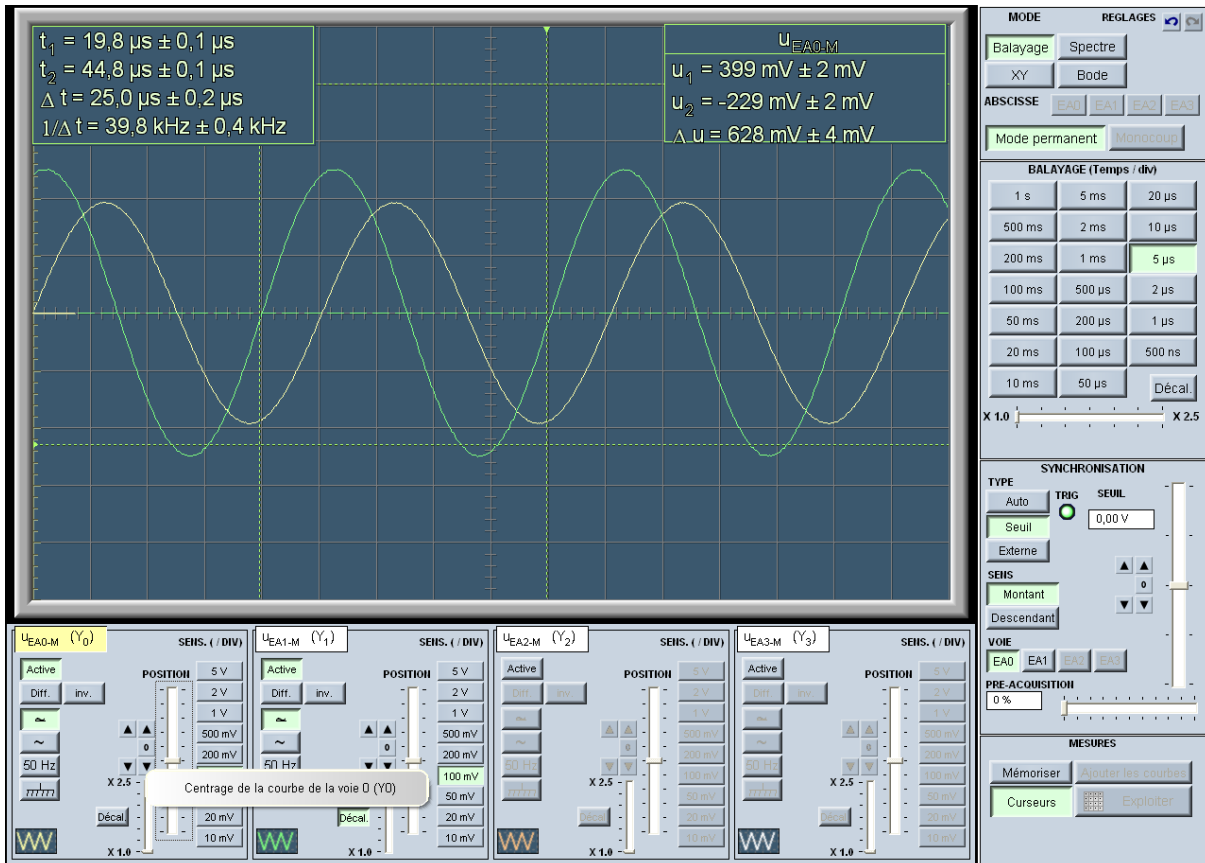 t1 = 19,8 µs ± 0,1 µs
t2 = 44,8 µs ± 0,1 µs
Δ t = 25,0 µs ± 0,2 µs
1/Δ t = 39,8 kHz ± 0,4 kHz
uEA0-M
u1 = 399 mV ± 2 mV
u2 = -229 mV ± 2 mV
Δ u = 628 mV ± 4 mV
MODE REGLAGES
Balayage Spectre
XY Bode
ABSCISSE EA0 EA1 EA2 EA3
Mode permanent Monocoup
BALAYAGE (Temps / div)
1 s 5 ms 20 µs
500 ms 2 ms 10 µs
200 ms 1 ms 5 µs
100 ms 500 µs 2 µs
50 ms 200 µs 1 µs
20 ms 100 µs 500 ns
10 ms 50 µs Décal.
X 1.0 X 2.5
SYNCHRONISATION
TYPE
Auto TRIG SEUIL
Seuil 0,00 V
Externe
SENS
Montant 0
Descendant
VOIE
EA0 EA1 EA2 EA3
PRE-ACQUISITION
0 %
MESURES
Mémoriser Ajouter les courbes
Curseurs Exploiter
uEA0-M (Y0) SENS. ( / DIV)
Active POSITION 5 V
Diff. inv. 2 V
~ 1 V
~ 500 mV
0 200 mV
50 Hz
X 2.5
Centrage de la courbe de la voie 0 (Y0)
Décal. 20 mV
X 1.0 10 mV
uEA1-M (Y1) SENS. ( / DIV)
Active POSITION 5 V
Diff. inv. 2 V
~ 1 V
~ 500 mV
0 200 mV
50 Hz 100 mV
50 mV
Décal. 20 mV
X 1.0 10 mV
uEA2-M (Y2) SENS. ( / DIV)
Active POSITION 5 V
Diff. inv. 2 V
~ 1 V
~ 500 mV
0 200 mV
50 Hz 100 mV
X 2.5 50 mV
Décal 20 mV
X 1.0 10 mV
uEA3-M (Y3) SENS. ( / DIV)
Active POSITION 5 V
Diff. inv. 2 V
~ 1 V
~ 500 mV
0 200 mV
50 Hz 100 mV
X 2.5 50 mV
Décal 20 mV
X 1.0 10 mV